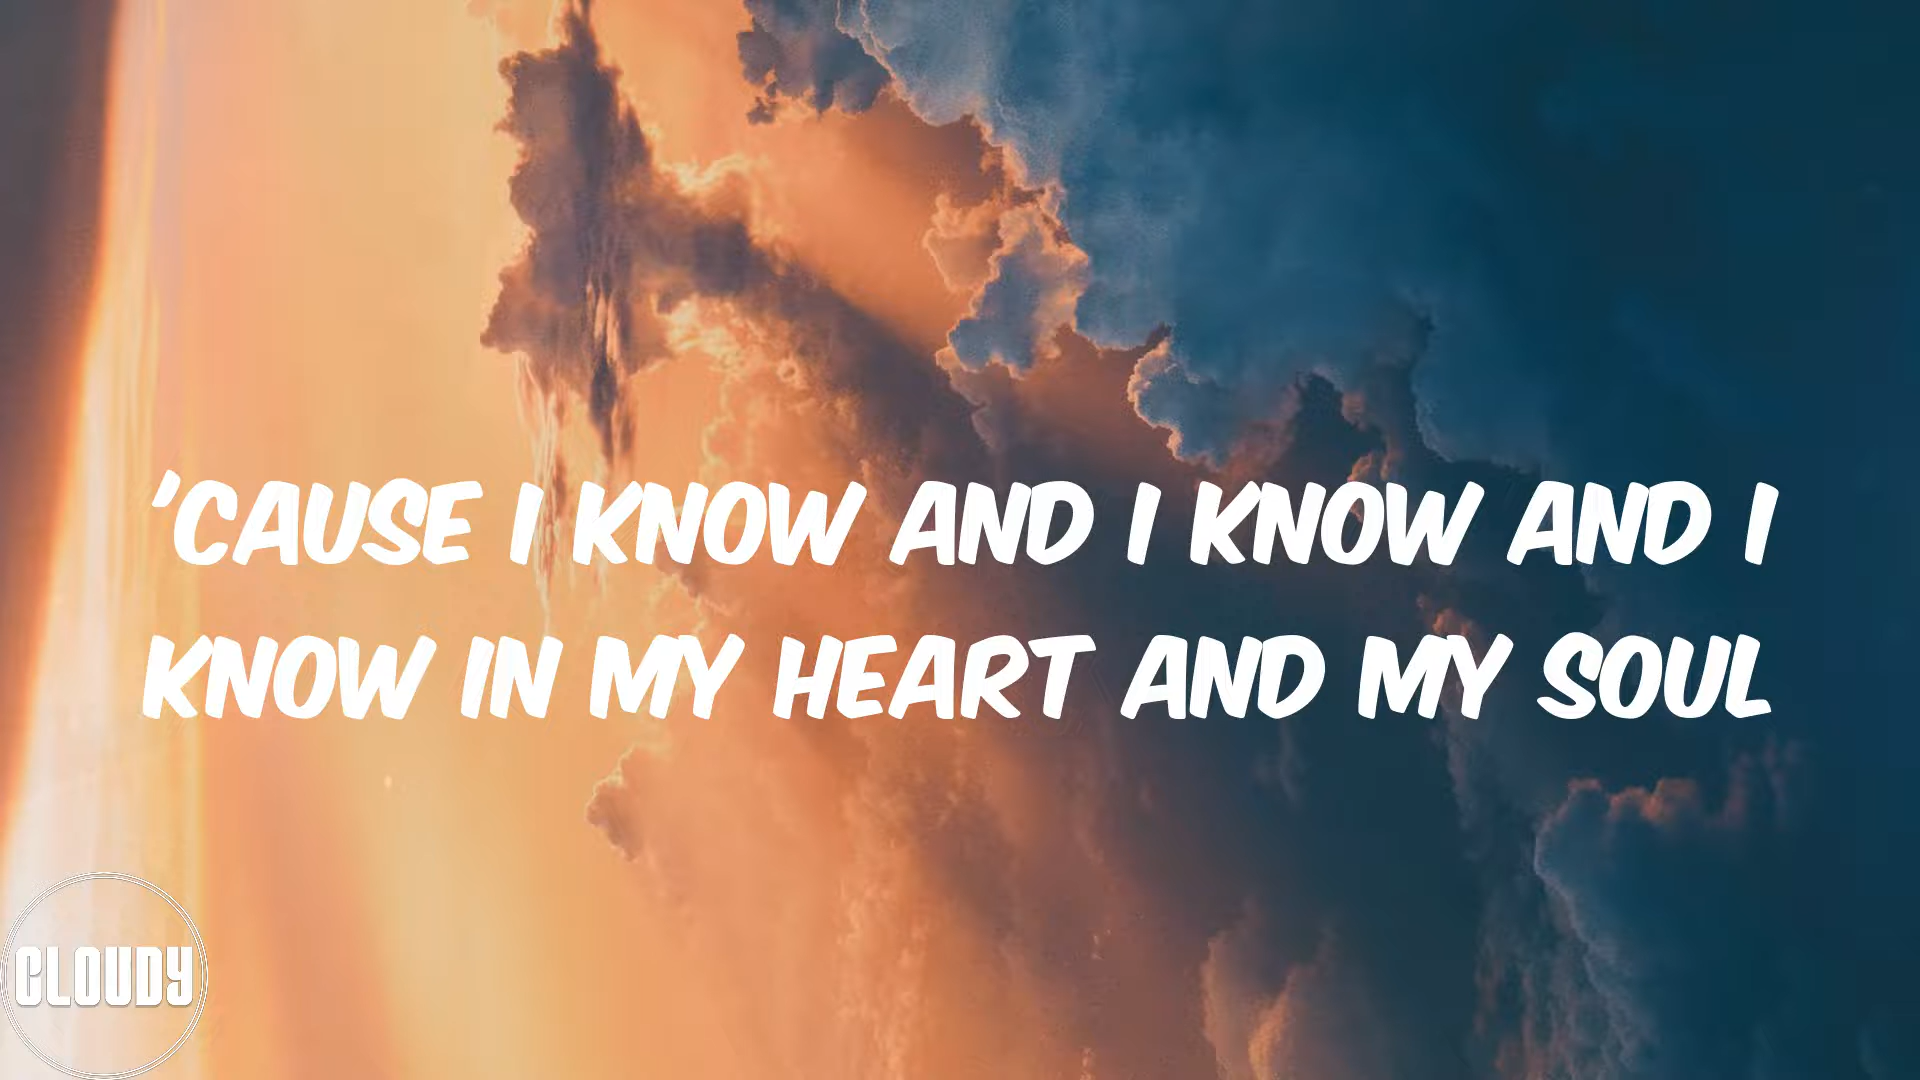 'CAUSE I KNOW AND I KNOW AND I
KNOW IN MY HEART AND MY SOUL
CLOUDY